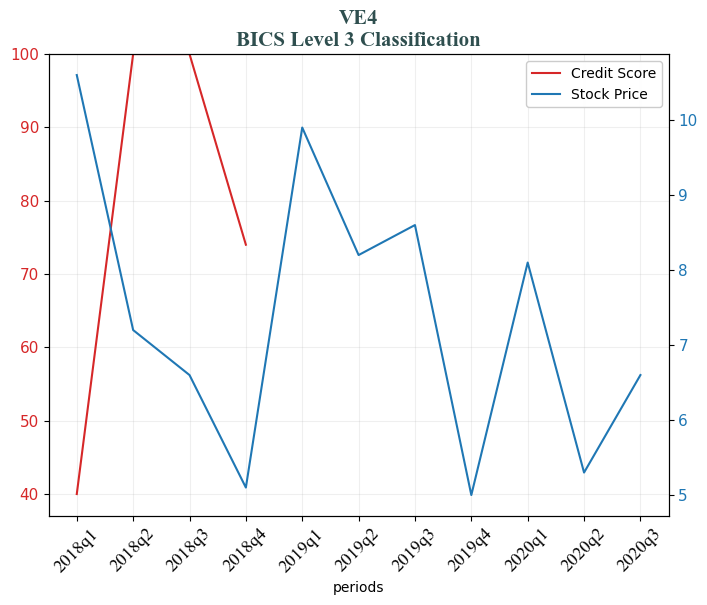 VE4
BICS Level 3 Classification
Credit Score
Stock Price
100
90
80
70
60
50
40
10
9
8
7
6
5
2018q1
2018q2
2018q3
2018q4
2019q1
2019q2
2019q3
2019q4
2020q1
2020q2
2020q3
periods